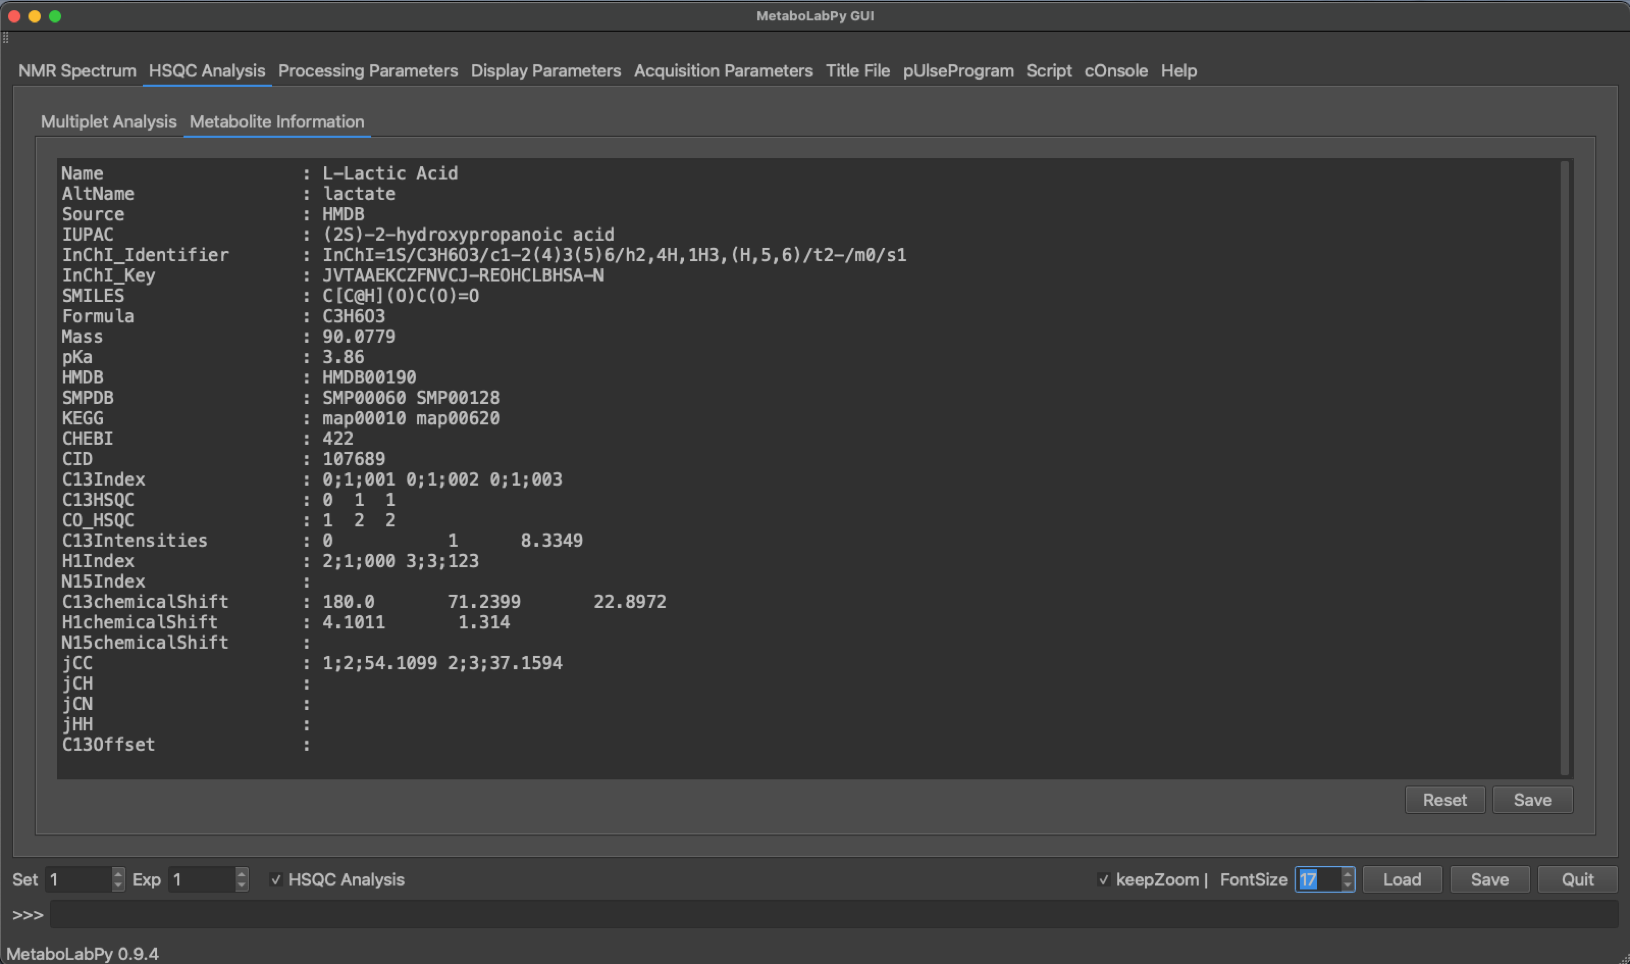 MetaboLabPy GUI
NMR Spectrum HSQC Analysis Processing Parameters Display Parameters Acquisition Parameters Title File pUlseProgram Script cOnsole Help
Multiplet Analysis Metabolite Information
Name : L-Lactic Acid
AltName : lactate
Source : HMDB
IUPAC : (2S)-2-hydroxypropanoic acid
InChI_Identifier : InChI=1S/C3H6O3/c1-2(4)3(5)6/h2,4H,1H3,(H,5,6)/t2-/m0/s1
InChI_Key : JVTAAEKCZFNVCJ-REOHCLBHSA-N
SMILES : C[C@H](O)C(O)=O
Formula : C3H6O3
Mass : 90.0779
pKa : 3.86
HMDB : HMDB00190
SMPDB : SMP00060 SMP00128
KEGG : map00010 map00620
CHEBI : 422
CID : 107689
C13Index : 0;1;001 0;1;002 0;1;003
C13HSQC : 0 1 1
CO_HSQC : 1 2 2
C13Intensities : 0 1 8.3349
H1Index : 2;1;000 3;3;123
N15Index :
C13chemicalShift : 180.0 71.2399 22.8972
H1chemicalShift : 4.1011 1.314
N15chemicalShift :
jCC : 1;2;54.1099 2;3;37.1594
jCH :
jCN :
jHH :
C13Offset :
Reset Save
Set 1 Exp 1 ✓ HSQC Analysis ✓ keepZoom | FontSize 17 Load Save Quit
>>>
MetaboLabPy 0.9.4